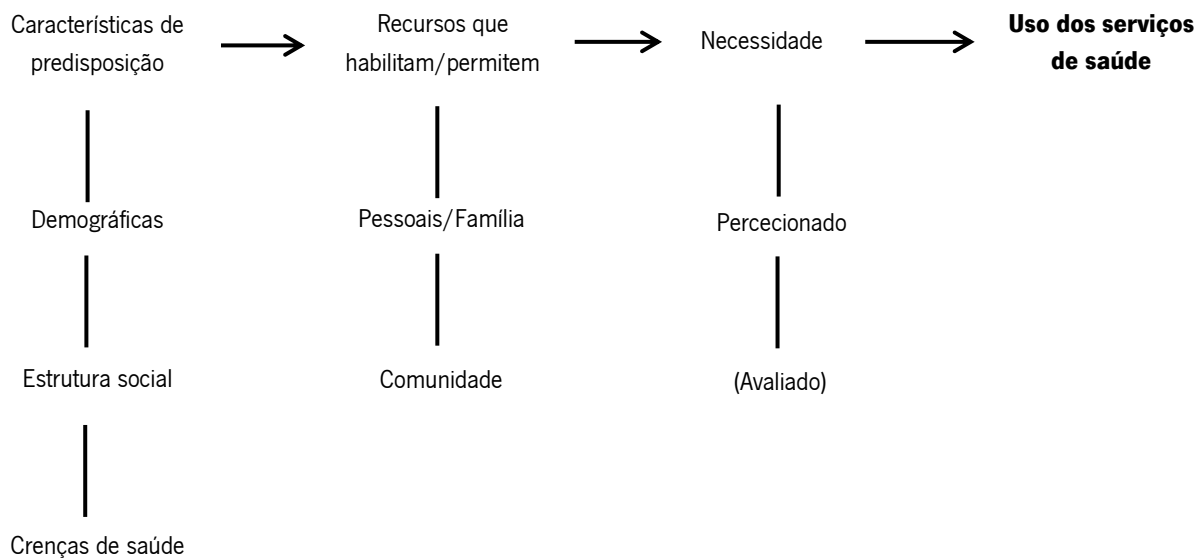 Características de
predisposição
Recursos que
habilitam/permitem
Necessidade
Uso dos serviços
de saúde
Demográficas
Pessoais/Família
Percecionado
Estrutura social
Comunidade
(Avaliado)
Crenças de saúde